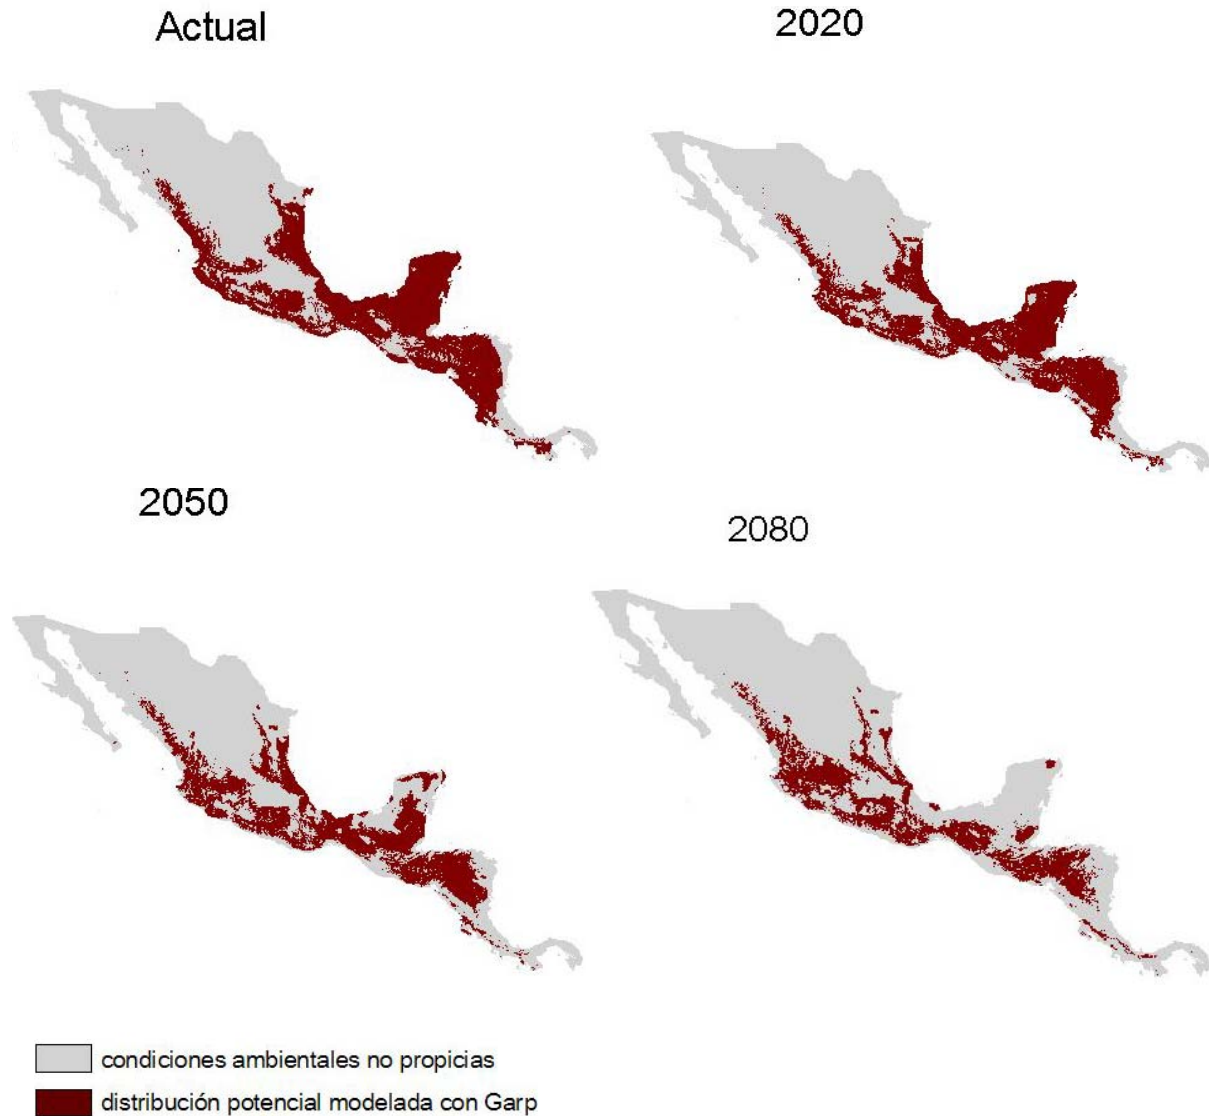 Actual
2020
2050
2080
condiciones ambientales no propicias
distribución potencial modelada con Garp